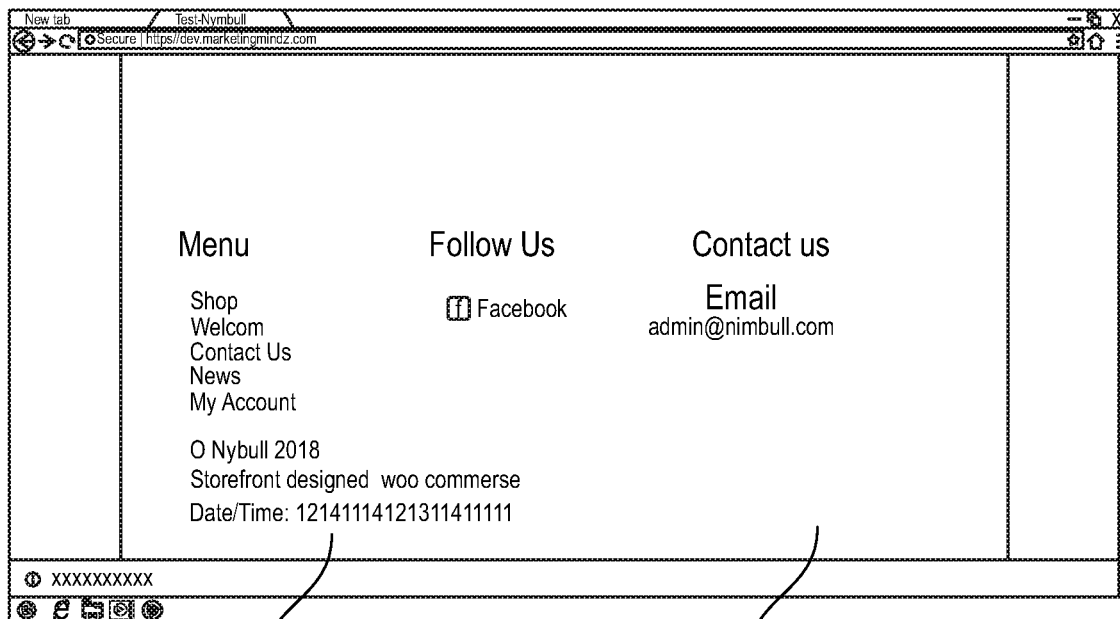 New tab Test-Nymbull X
Secure | https//dev.marketingmindz.com
Menu Follow Us Contact us
Shop f Facebook Email
Welcom admin@nimbull.com
Contact Us
News
My Account
O Nybull 2018
Storefront designed woo commerse
Date/Time: 12141114121311411111
XXXXXXXXXX
e